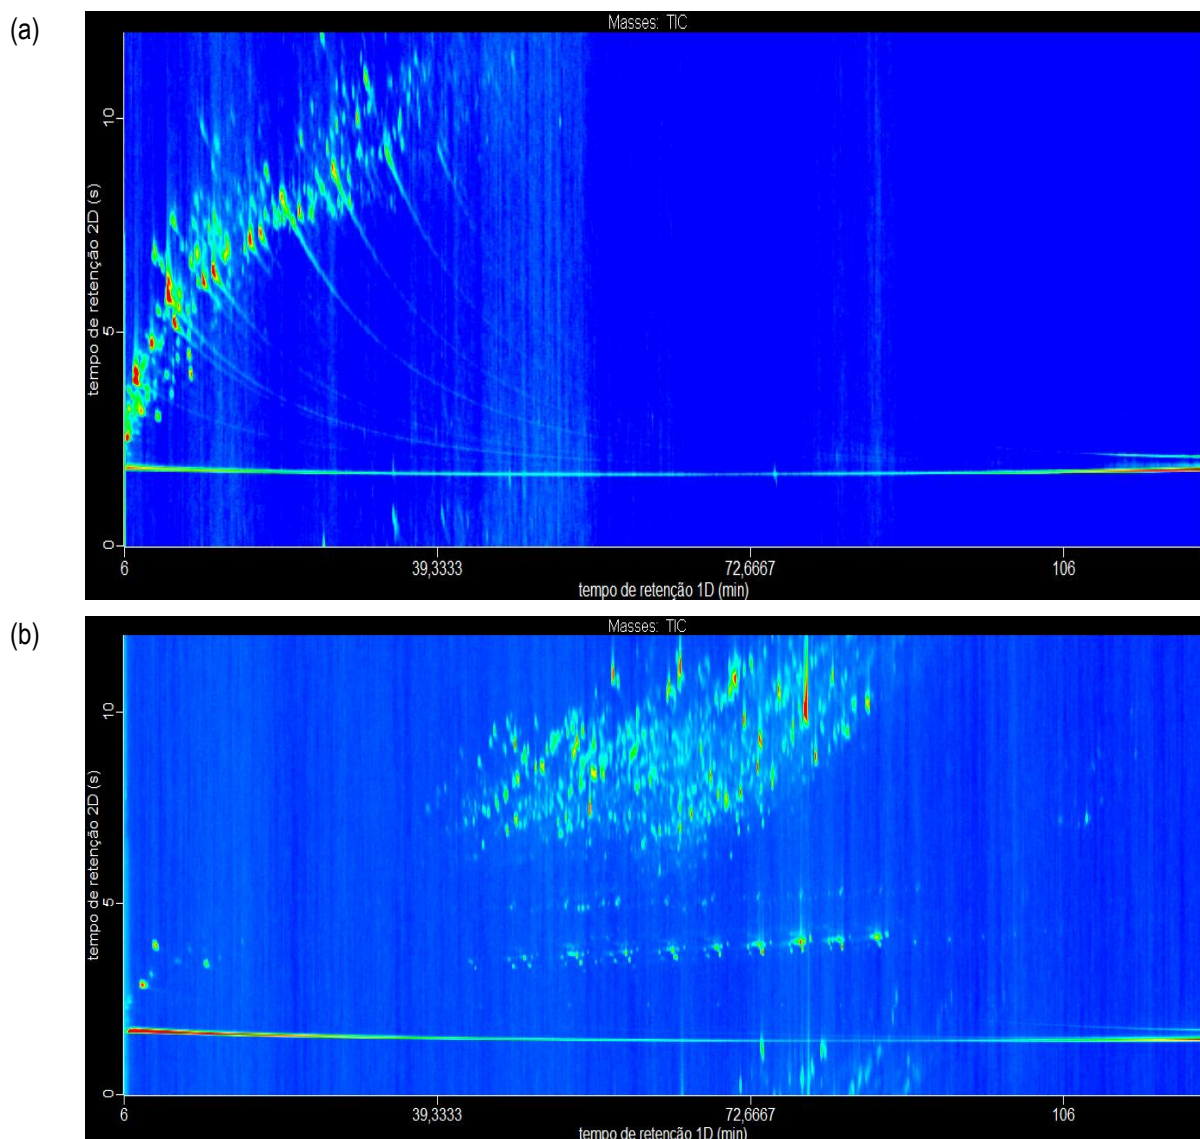 (a)
Masses: TIC
tempo de retenção 2D (s)
10
5
0
6
39,3333
72,6667
106
tempo de retenção 1D (min)
(b)
Masses: TIC
tempo de retenção 2D (s)
10
5
0
6
39,3333
72,6667
106
tempo de retenção 1D (min)